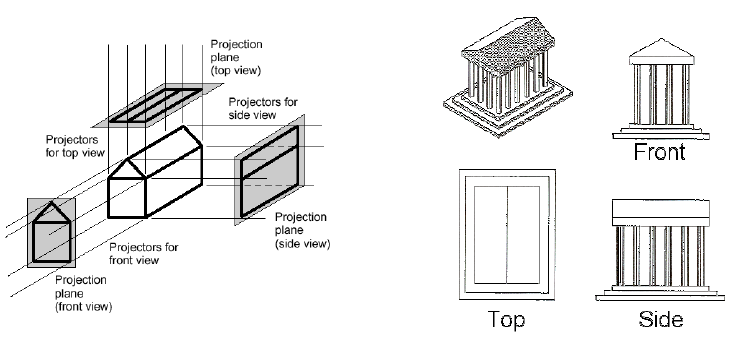 Projection
plane
(top view)
Projectors for
side view
Projectors
for top view
Projection
plane
(side view)
Projectors for
front view
Projection
plane
(front view)
Front
Top
Side